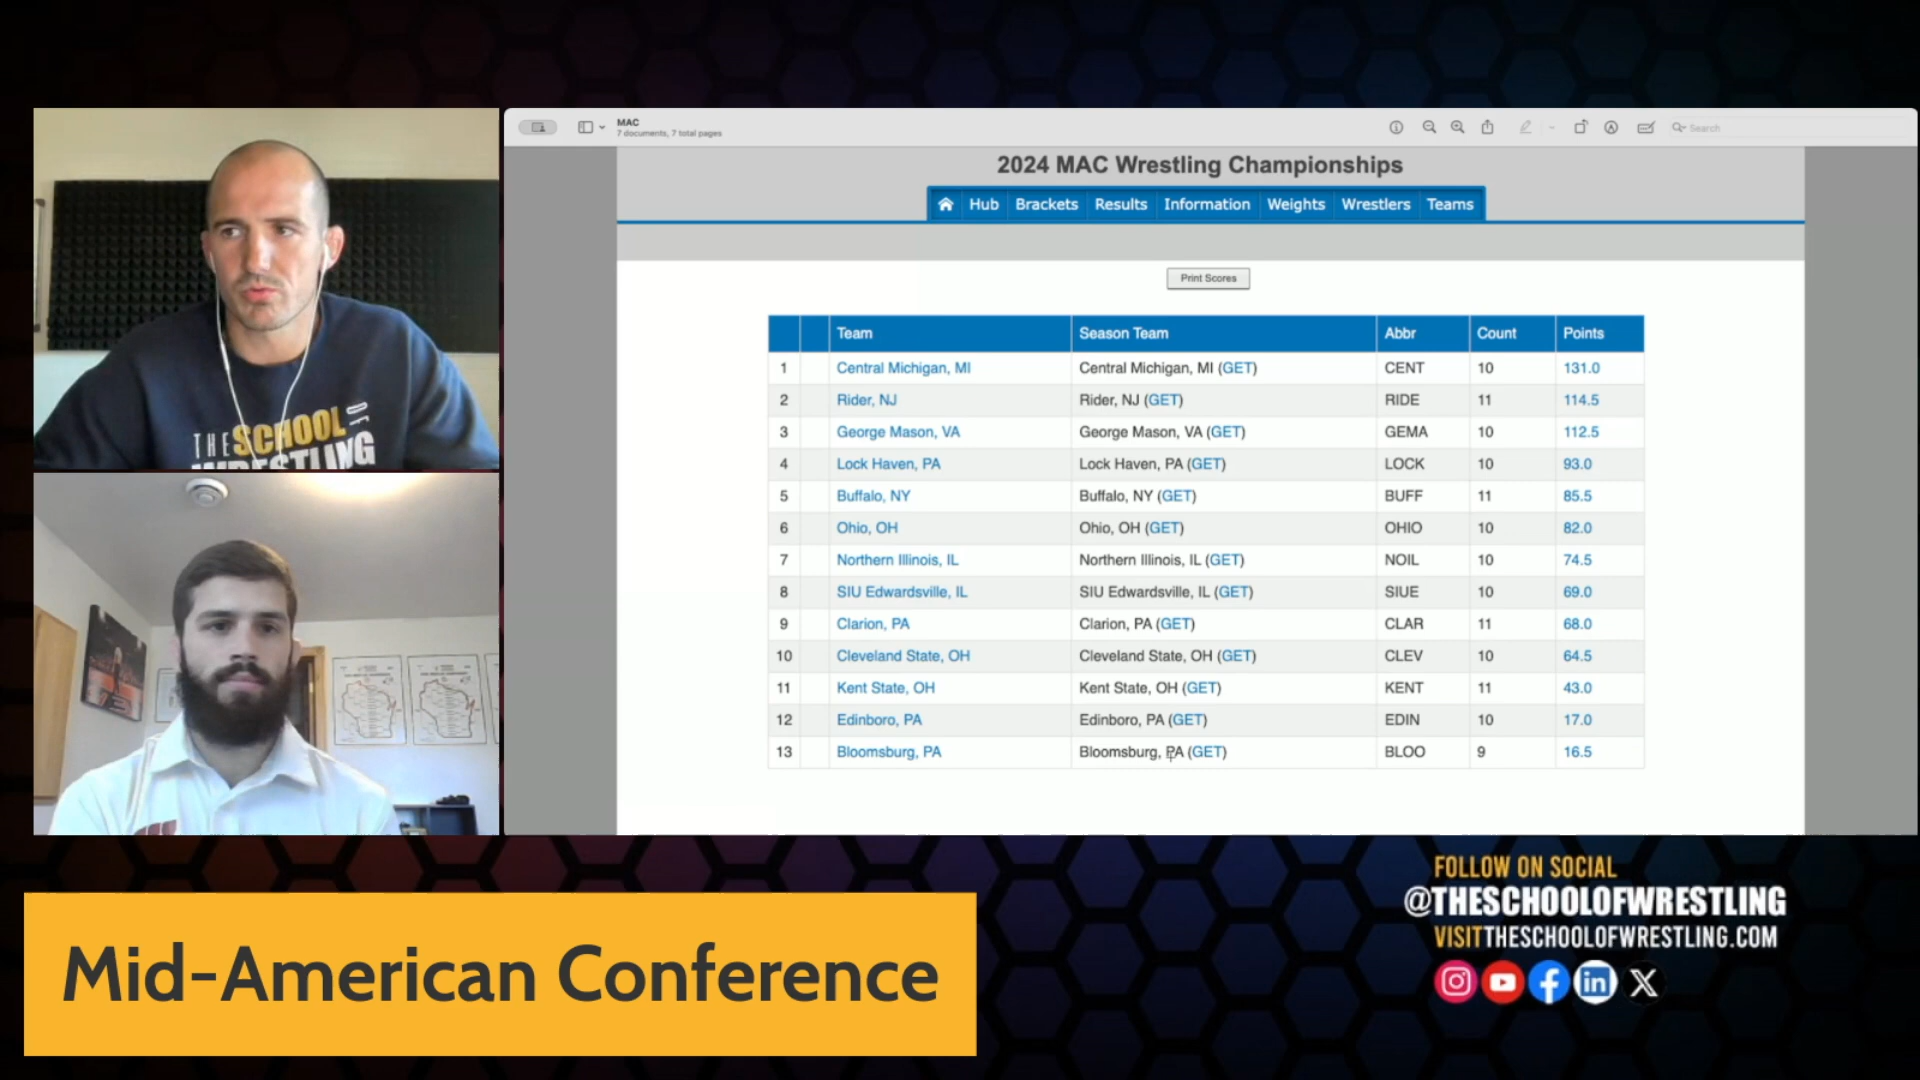 MAC
7 documents, 7 total pages
Search
2024 MAC Wrestling Championships
Hub Brackets Results Information Weights Wrestlers Teams
Print Scores
Team Season Team Abbr Count Points
1 Central Michigan, MI Central Michigan, MI (GET) CENT 10 131.0
2 Rider, NJ Rider, NJ (GET) RIDE 11 114.5
3 George Mason, VA George Mason, VA (GET) GEMA 10 112.5
4 Lock Haven, PA Lock Haven, PA (GET) LOCK 10 93.0
5 Buffalo, NY Buffalo, NY (GET) BUFF 11 85.5
6 Ohio, OH Ohio, OH (GET) OHIO 10 82.0
7 Northern Illinois, IL Northern Illinois, IL (GET) NOIL 10 74.5
8 SIU Edwardsville, IL SIU Edwardsville, IL (GET) SIUE 10 69.0
9 Clarion, PA Clarion, PA (GET) CLAR 11 68.0
10 Cleveland State, OH Cleveland State, OH (GET) CLEV 10 64.5
11 Kent State, OH Kent State, OH (GET) KENT 11 43.0
12 Edinboro, PA Edinboro, PA (GET) EDIN 10 17.0
13 Bloomsburg, PA Bloomsburg, PA (GET) BLOO 9 16.5
THE SCHOOL OF
WRESTLING
Mid-American Conference
FOLLOW ON SOCIAL
@THESCHOOLOFWRESTLING
VISITTHESCHOOLOFWRESTLING.COM
in
X